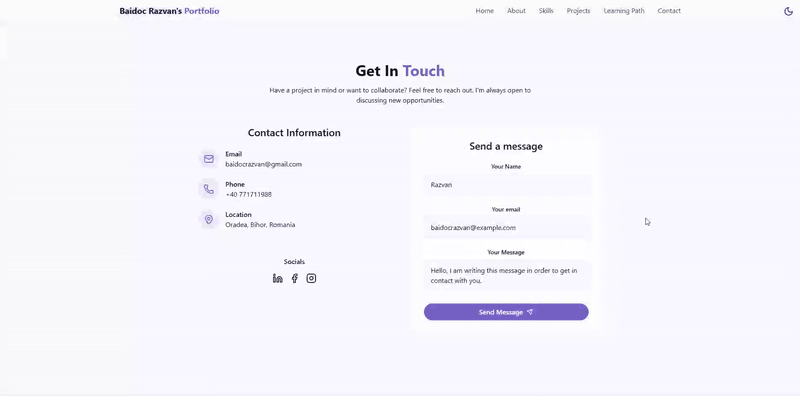 Baidoc Razvan's Portfolio
Home About Skills Projects Learning Path Contact
Get In Touch
Have a project in mind or want to collaborate? Feel free to reach out. I'm always open to
discussing new opportunities.
Contact Information
Email
baidocrazvan@gmail.com
Phone
+40 771711988
Location
Oradea, Bihor, Romania
Socials
Send a message
Your Name
Razvan
Your email
baidocrazvan@example.com
Your Message
Hello, I am writing this message in order to get in
contact with you.
Send Message